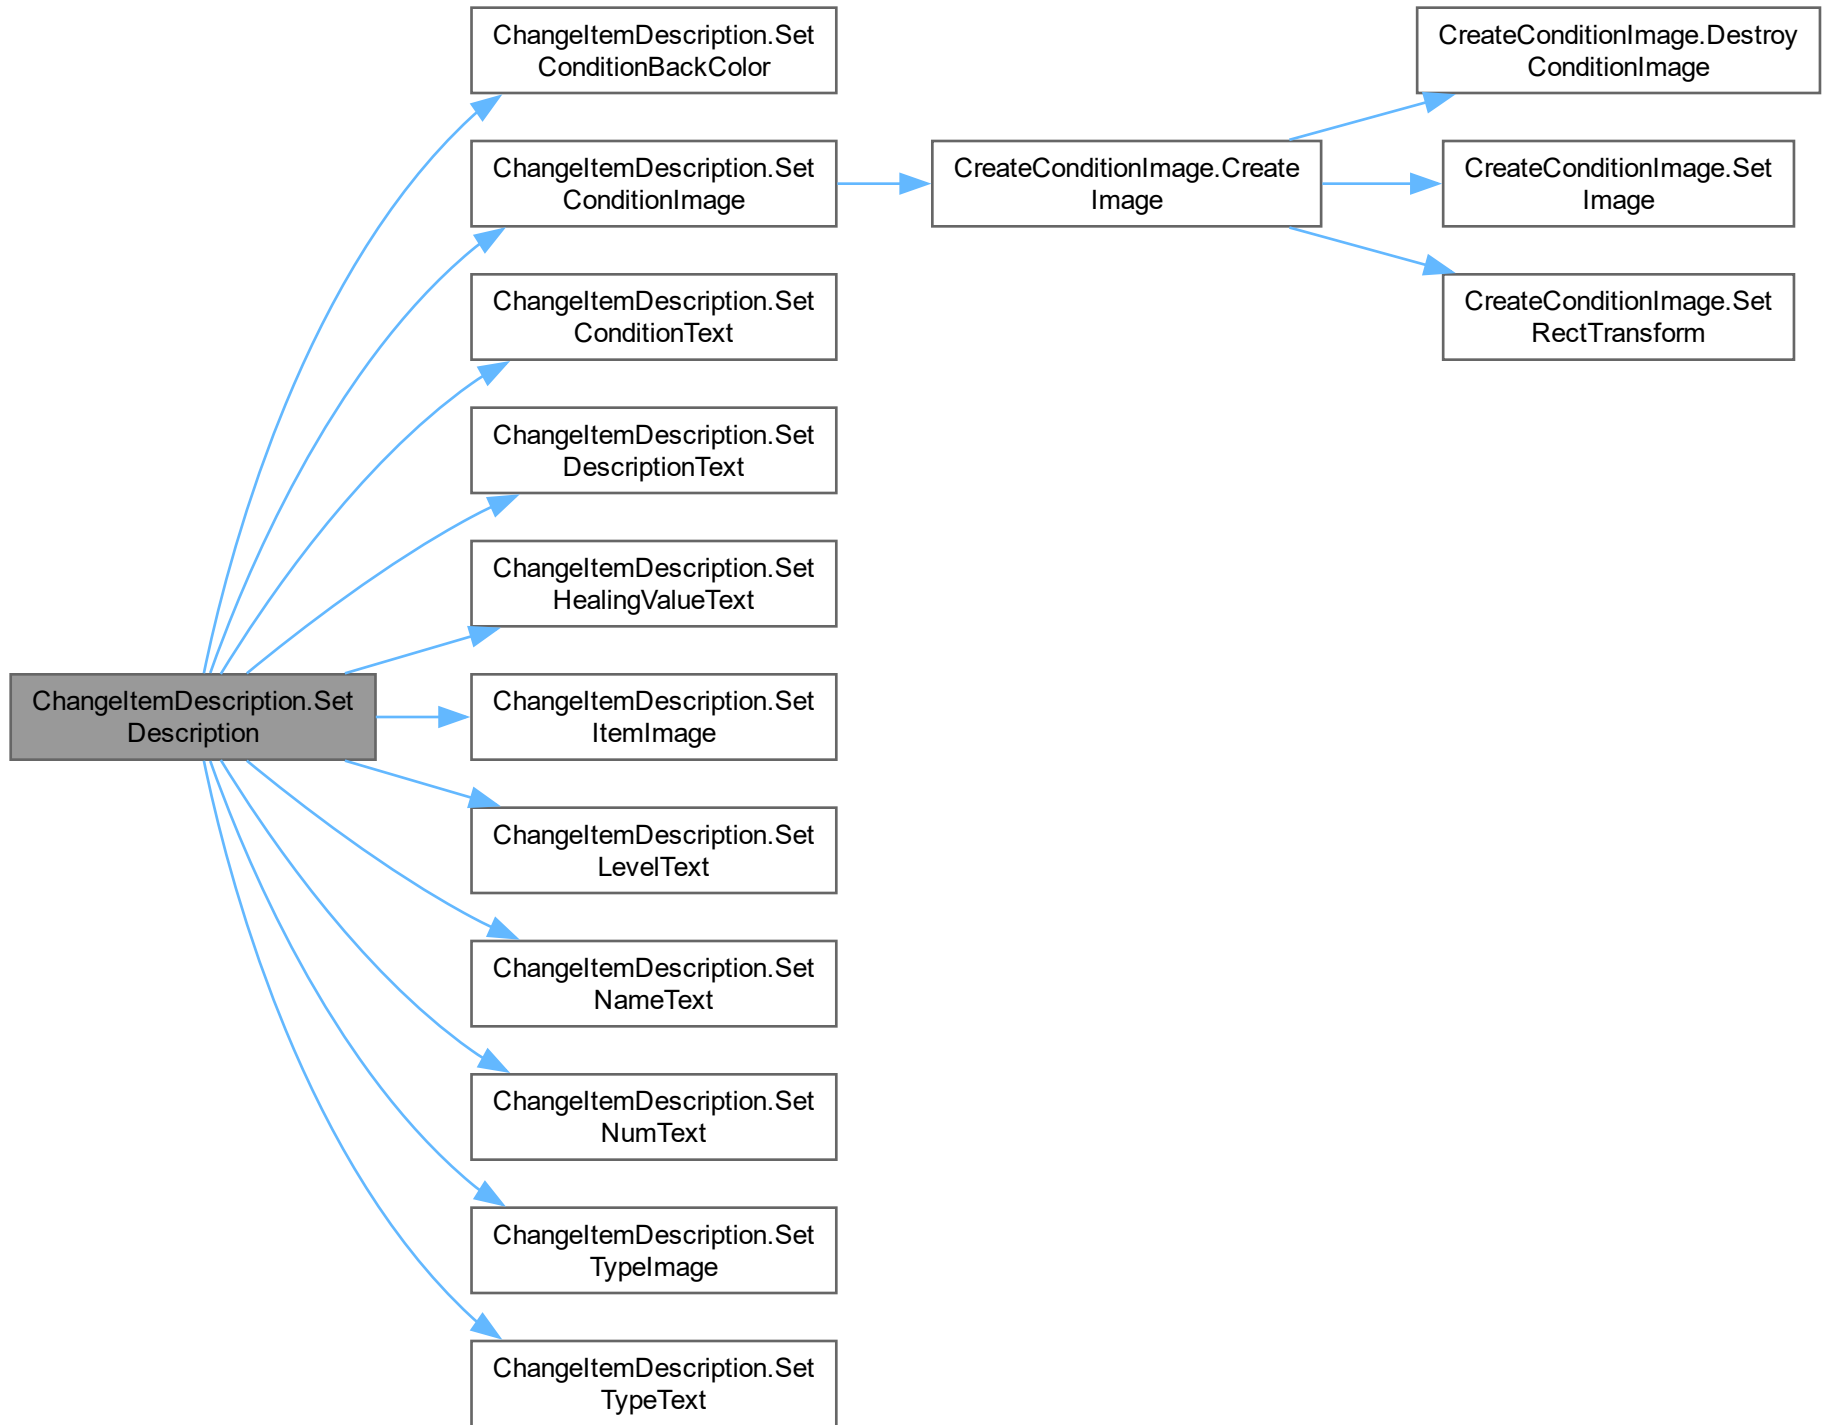 ChangeItemDescription.Set
ConditionBackColor
CreateConditionImage.Destroy
ConditionImage
ChangeItemDescription.Set
ConditionImage
CreateConditionImage.Create
Image
CreateConditionImage.Set
Image
ChangeItemDescription.Set
ConditionText
CreateConditionImage.Set
RectTransform
ChangeItemDescription.Set
DescriptionText
ChangeItemDescription.Set
HealingValueText
ChangeItemDescription.Set
Description
ChangeItemDescription.Set
ItemImage
ChangeItemDescription.Set
LevelText
ChangeItemDescription.Set
NameText
ChangeItemDescription.Set
NumText
ChangeItemDescription.Set
TypeImage
ChangeItemDescription.Set
TypeText